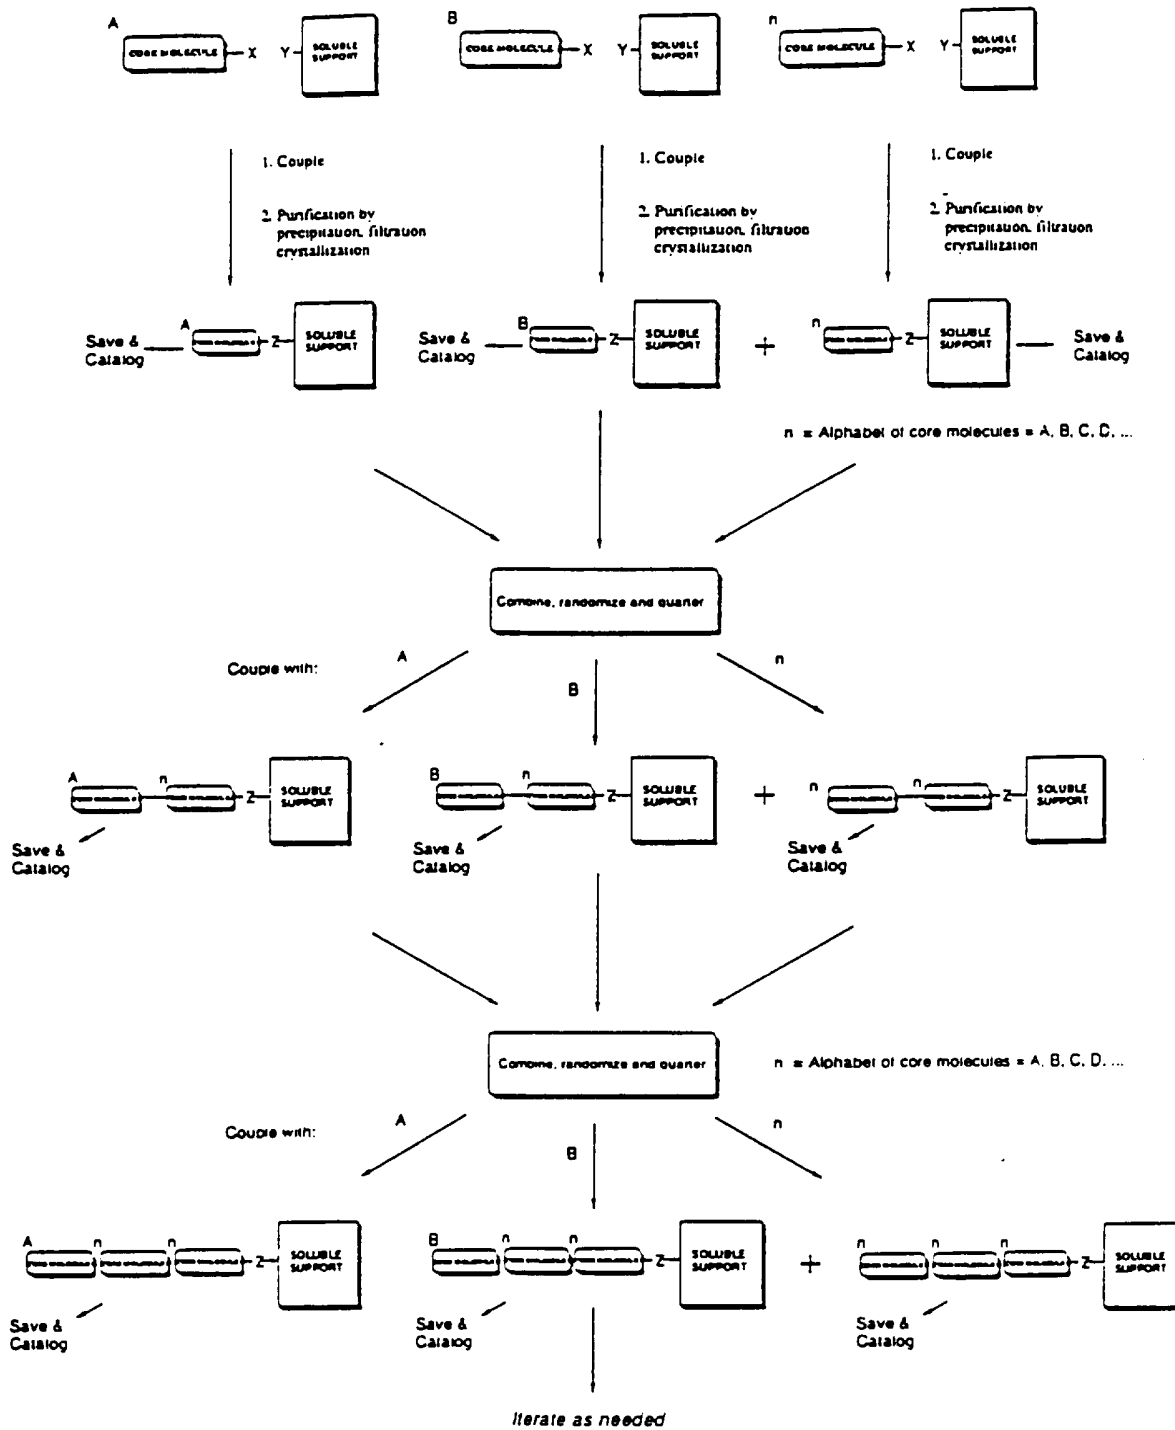 A
B
n
CORE MOLECULE
X
Y
SOLUBLE
SUPPORT
CORE MOLECULE
X
Y
SOLUBLE
SUPPORT
CORE MOLECULE
X
Y
SOLUBLE
SUPPORT
1. Couple
2. Purification by
precipitation, filtration
crystallization
1. Couple
2. Purification by
precipitation, filtration
crystallization
1. Couple
2. Purification by
precipitation, filtration
crystallization
Save &
Catalog
A
Z
SOLUBLE
SUPPORT
Save &
Catalog
B
Z
SOLUBLE
SUPPORT
+
n
Z
SOLUBLE
SUPPORT
Save &
Catalog
n = Alphabet of core molecules = A, B, C, D, ...
Combine, randomize and quarter
Couple with:
A
B
n
A
n
Z
SOLUBLE
SUPPORT
Save &
Catalog
B
n
Z
SOLUBLE
SUPPORT
Save &
Catalog
+
n
n
Z
SOLUBLE
SUPPORT
Save &
Catalog
Combine, randomize and quarter
n = Alphabet of core molecules = A, B, C, D, ...
Couple with:
A
B
n
A
n
n
Z
SOLUBLE
SUPPORT
Save &
Catalog
B
n
n
Z
SOLUBLE
SUPPORT
Save &
Catalog
+
n
n
n
Z
SOLUBLE
SUPPORT
Save &
Catalog
Iterate as needed